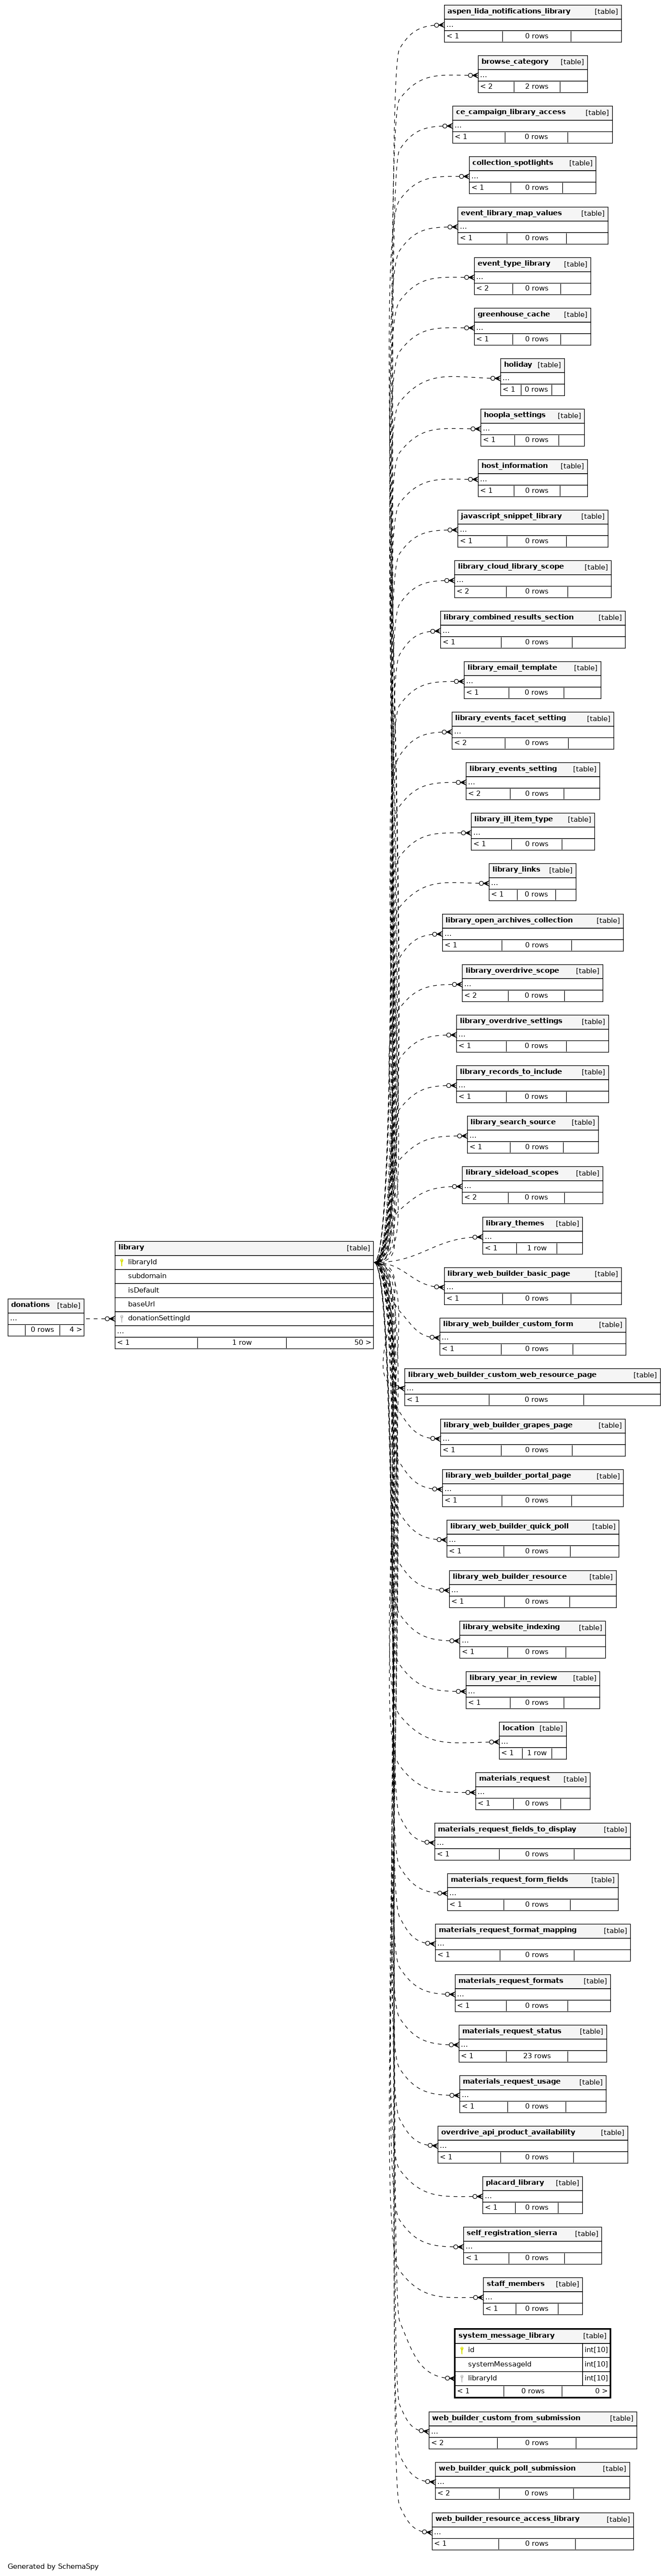 aspen_lida_notifications_library [table]
...
< 1 0 rows
browse_category [table]
...
< 2 2 rows
ce_campaign_library_access [table]
...
< 1 0 rows
collection_spotlights [table]
...
< 1 0 rows
event_library_map_values [table]
...
< 1 0 rows
event_type_library [table]
...
< 2 0 rows
greenhouse_cache [table]
...
< 1 0 rows
holiday [table]
...
< 1 0 rows
hoopla_settings [table]
...
< 1 0 rows
host_information [table]
...
< 1 0 rows
javascript_snippet_library [table]
...
< 1 0 rows
library_cloud_library_scope [table]
...
< 2 0 rows
library_combined_results_section [table]
...
< 1 0 rows
library_email_template [table]
...
< 1 0 rows
library_events_facet_setting [table]
...
< 2 0 rows
library_events_setting [table]
...
< 2 0 rows
library_ill_item_type [table]
...
< 1 0 rows
library_links [table]
...
< 1 0 rows
library_open_archives_collection [table]
...
< 1 0 rows
library_overdrive_scope [table]
...
< 2 0 rows
library_overdrive_settings [table]
...
< 1 0 rows
library_records_to_include [table]
...
< 1 0 rows
library_search_source [table]
...
< 1 0 rows
library_sideload_scopes [table]
...
< 2 0 rows
library_themes [table]
...
< 1 1 row
library [table]
libraryId
subdomain
isDefault
baseUrl
donationSettingId
...
< 1 1 row 50 >
donations [table]
...
0 rows 4 >
library_web_builder_basic_page [table]
...
< 1 0 rows
library_web_builder_custom_form [table]
...
< 1 0 rows
library_web_builder_custom_web_resource_page [table]
...
< 1 0 rows
library_web_builder_grapes_page [table]
...
< 1 0 rows
library_web_builder_portal_page [table]
...
< 1 0 rows
library_web_builder_quick_poll [table]
...
< 1 0 rows
library_web_builder_resource [table]
...
< 1 0 rows
library_website_indexing [table]
...
< 1 0 rows
library_year_in_review [table]
...
< 1 0 rows
location [table]
...
< 1 1 row
materials_request [table]
...
< 1 0 rows
materials_request_fields_to_display [table]
...
< 1 0 rows
materials_request_form_fields [table]
...
< 1 0 rows
materials_request_format_mapping [table]
...
< 1 0 rows
materials_request_formats [table]
...
< 1 0 rows
materials_request_status [table]
...
< 1 23 rows
materials_request_usage [table]
...
< 1 0 rows
overdrive_api_product_availability [table]
...
< 1 0 rows
placard_library [table]
...
< 1 0 rows
self_registration_sierra [table]
...
< 1 0 rows
staff_members [table]
...
< 1 0 rows
system_message_library [table]
id int[10]
systemMessageId int[10]
libraryId int[10]
< 1 0 rows 0 >
web_builder_custom_from_submission [table]
...
< 2 0 rows
web_builder_quick_poll_submission [table]
...
< 2 0 rows
web_builder_resource_access_library [table]
...
< 1 0 rows
Generated by SchemaSpy